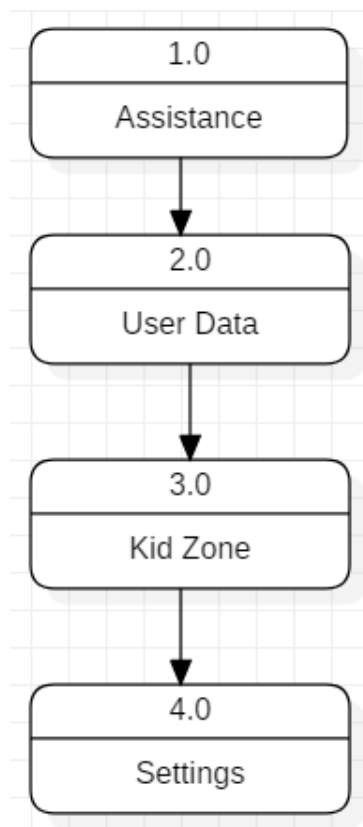 1.0
Assistance
2.0
User Data
3.0
Kid Zone
4.0
Settings